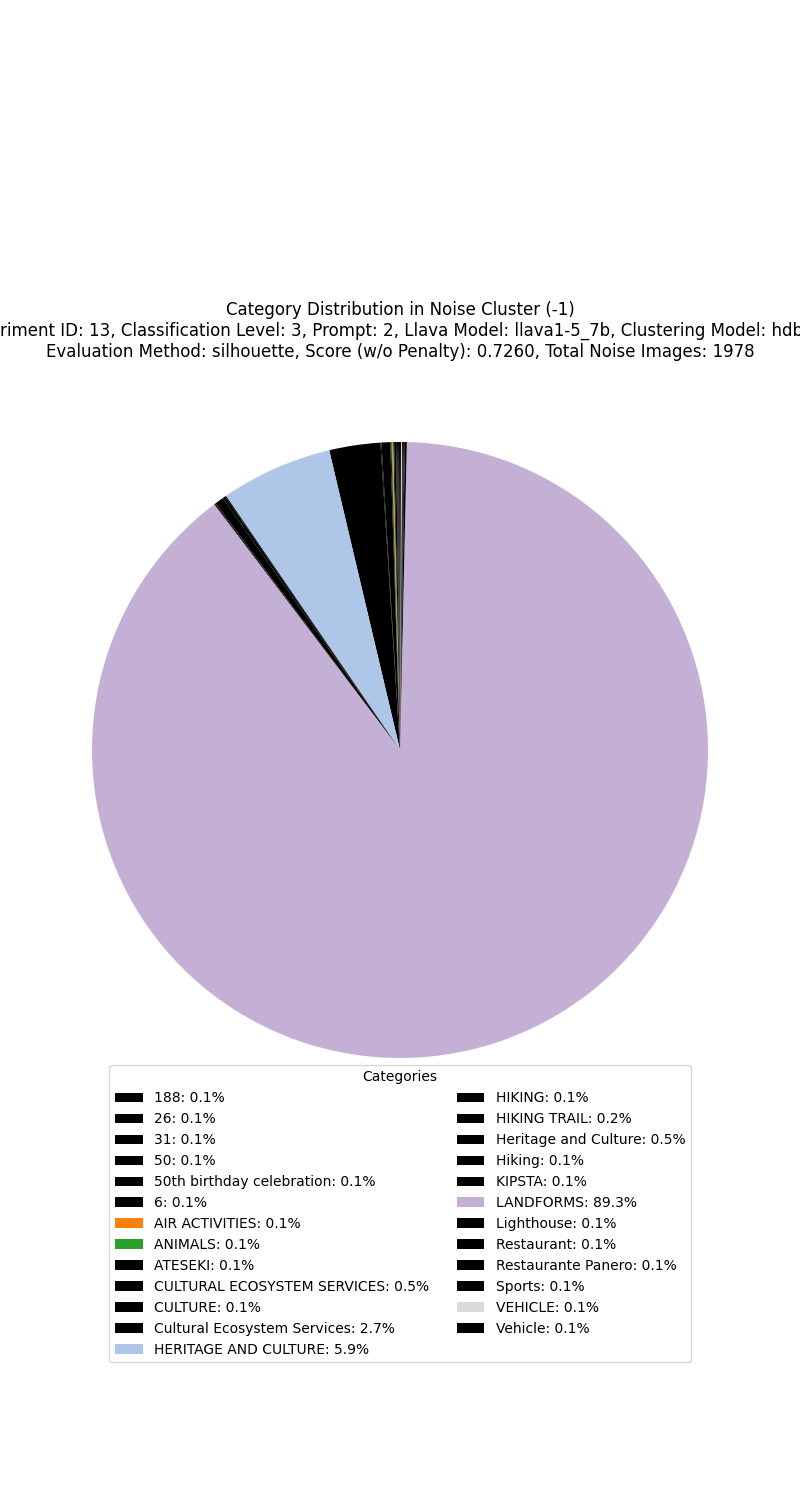 Category Distribution in Noise Cluster (-1)
riment ID: 13, Classification Level: 3, Prompt: 2, Llava Model: llava1-5_7b, Clustering Model: hdb
Evaluation Method: silhouette, Score (w/o Penalty): 0.7260, Total Noise Images: 1978
Categories
188: 0.1%
26: 0.1%
31: 0.1%
50: 0.1%
50th birthday celebration: 0.1%
6: 0.1%
AIR ACTIVITIES: 0.1%
ANIMALS: 0.1%
ATESEKI: 0.1%
CULTURAL ECOSYSTEM SERVICES: 0.5%
CULTURE: 0.1%
Cultural Ecosystem Services: 2.7%
HERITAGE AND CULTURE: 5.9%
HIKING: 0.1%
HIKING TRAIL: 0.2%
Heritage and Culture: 0.5%
Hiking: 0.1%
KIPSTA: 0.1%
LANDFORMS: 89.3%
Lighthouse: 0.1%
Restaurant: 0.1%
Restaurante Panero: 0.1%
Sports: 0.1%
VEHICLE: 0.1%
Vehicle: 0.1%